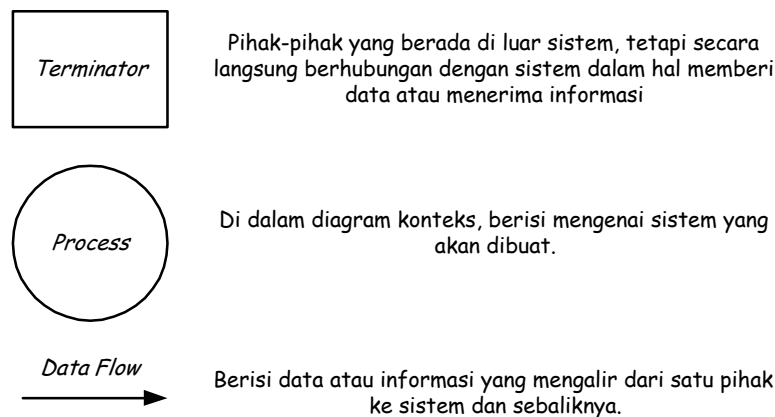 Terminator
Pihak-pihak yang berada di luar sistem, tetapi secara
langsung berhubungan dengan sistem dalam hal memberi
data atau menerima informasi
Process
Di dalam diagram konteks, berisi mengenai sistem yang
akan dibuat.
Data Flow
Berisi data atau informasi yang mengalir dari satu pihak
ke sistem dan sebaliknya.